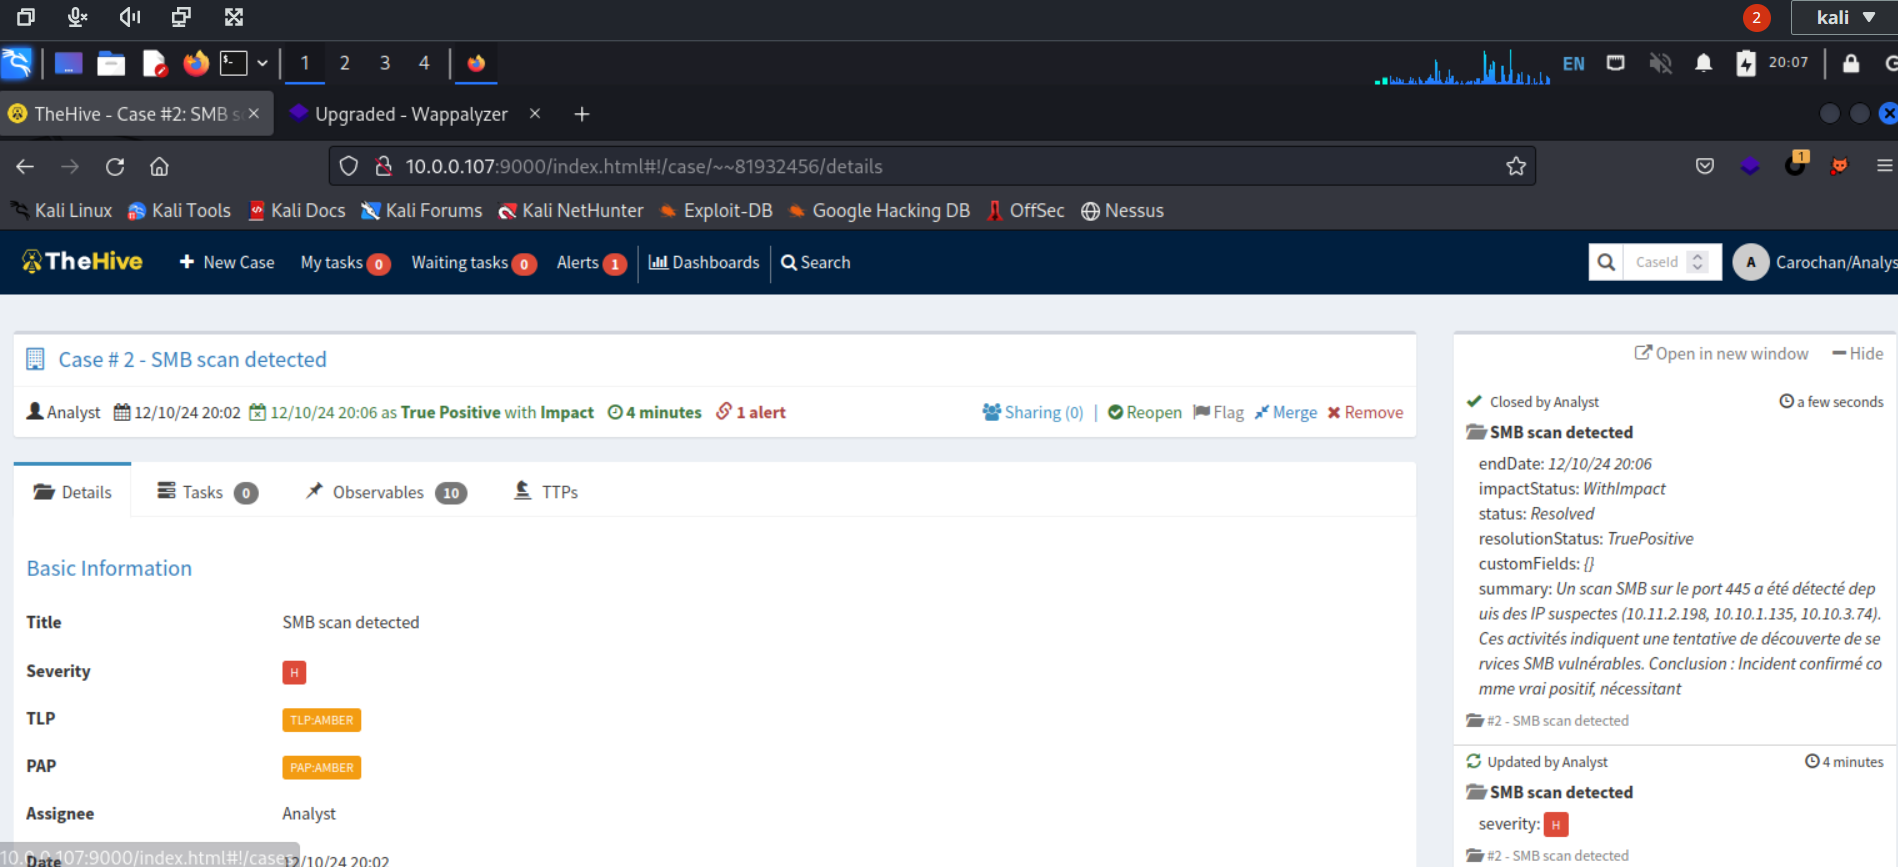 2 kali
1 2 3 4 EN 20:07
TheHive - Case #2: SMB s Upgraded - Wappalyzer
10.0.0.107:9000/index.html#!/case/~~81932456/details 1
Kali Linux Kali Tools Kali Docs Kali Forums Kali NetHunter Exploit-DB Google Hacking DB OffSec Nessus
TheHive New Case My tasks 0 Waiting tasks 0 Alerts 1 Dashboards Search CaseId A Carochan/Analys
Case # 2 - SMB scan detected
Analyst 12/10/24 20:02 12/10/24 20:06 as True Positive with Impact 4 minutes 1 alert Sharing (0) | Reopen Flag Merge Remove
Details Tasks 0 Observables 10 TTPs
Basic Information
Title SMB scan detected
Severity H
TLP TLP:AMBER
PAP PAP:AMBER
Assignee Analyst
Date 12/10/24 20:02
10.0.0.107:9000/index.html#!/cases
Open in new window Hide
Closed by Analyst a few seconds
SMB scan detected
endDate: 12/10/24 20:06
impactStatus: WithImpact
status: Resolved
resolutionStatus: TruePositive
customFields: {}
summary: Un scan SMB sur le port 445 a été détecté dep
uis des IP suspectes (10.11.2.198, 10.10.1.135, 10.10.3.74).
Ces activités indiquent une tentative de découverte de se
rvices SMB vulnérables. Conclusion : Incident confirmé co
mme vrai positif, nécessitant
#2 - SMB scan detected
Updated by Analyst 4 minutes
SMB scan detected
severity: H
#2 - SMB scan detected